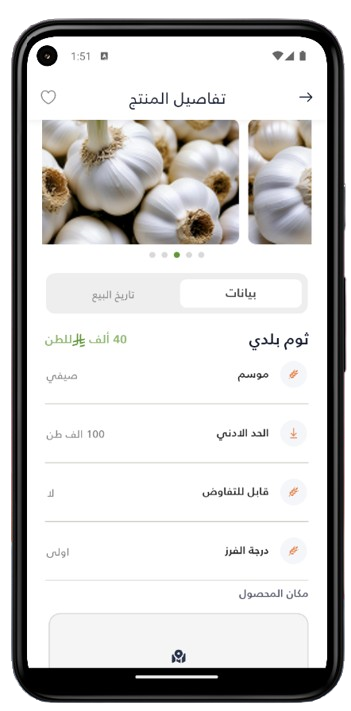 1:51
تفاصيل المنتج
بيانات
تاريخ البيع
ثوم بلدي
40 ألف للطن
موسم
صيفي
الحد الادني
100 الف طن
قابل للتفاوض
لا
درجة الفرز
اولى
مكان المحصول